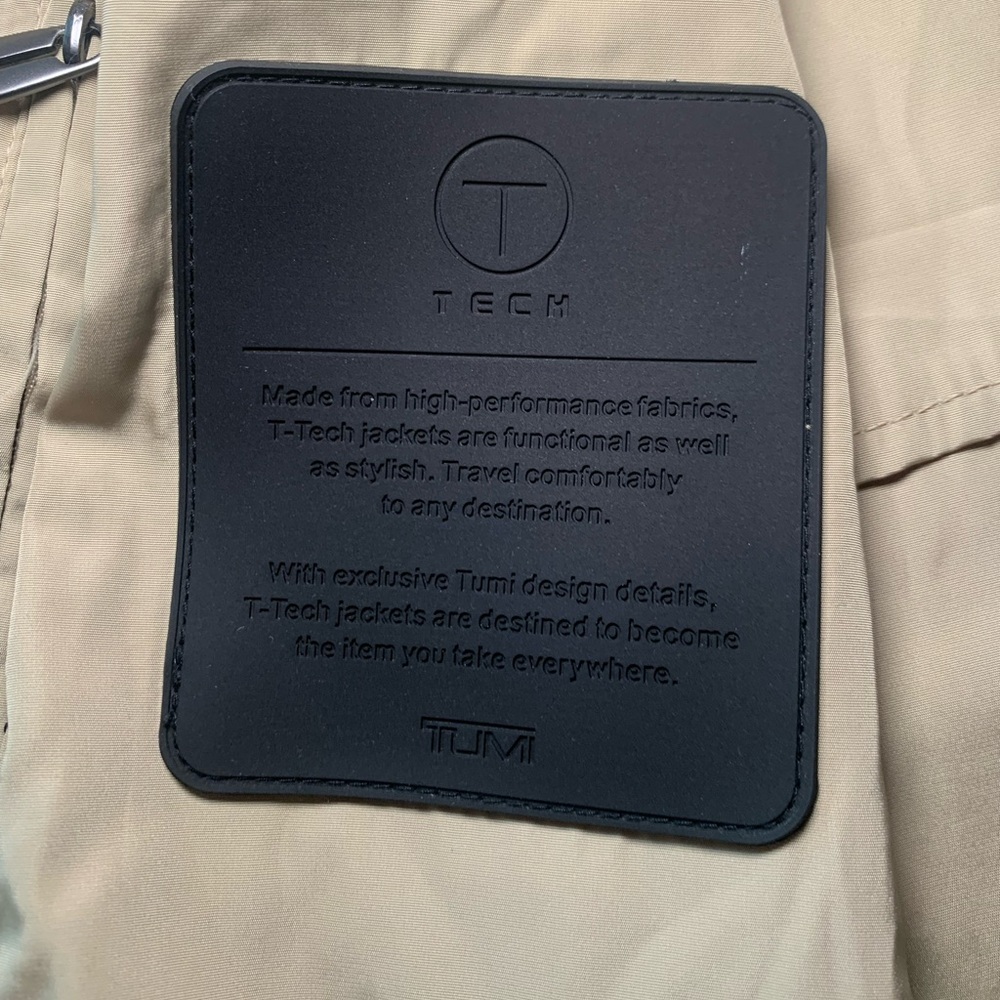 T
TECH
Made from high-performance fabrics,
T-Tech jackets are functional as well
as stylish. Travel comfortably
to any destination.
With exclusive Tumi design details,
T-Tech jackets are destined to become
the item you take everywhere.
TUMI